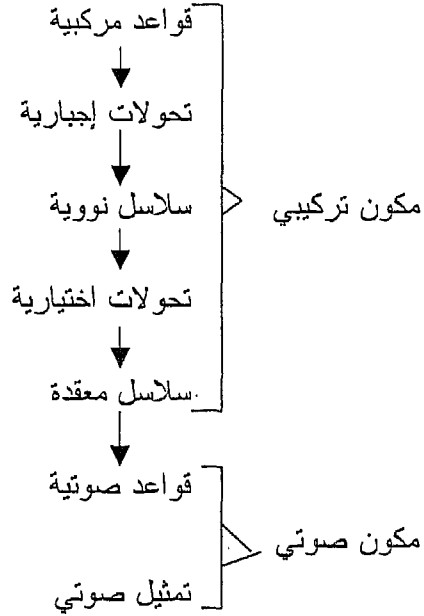 قواعد مركبية
تحولات إجبارية
سلاسل نووية
مكون تركيبي
تحولات اختيارية
سلاسل معقدة
قواعد صوتية
مكون صوتي
تمثيل صوتي